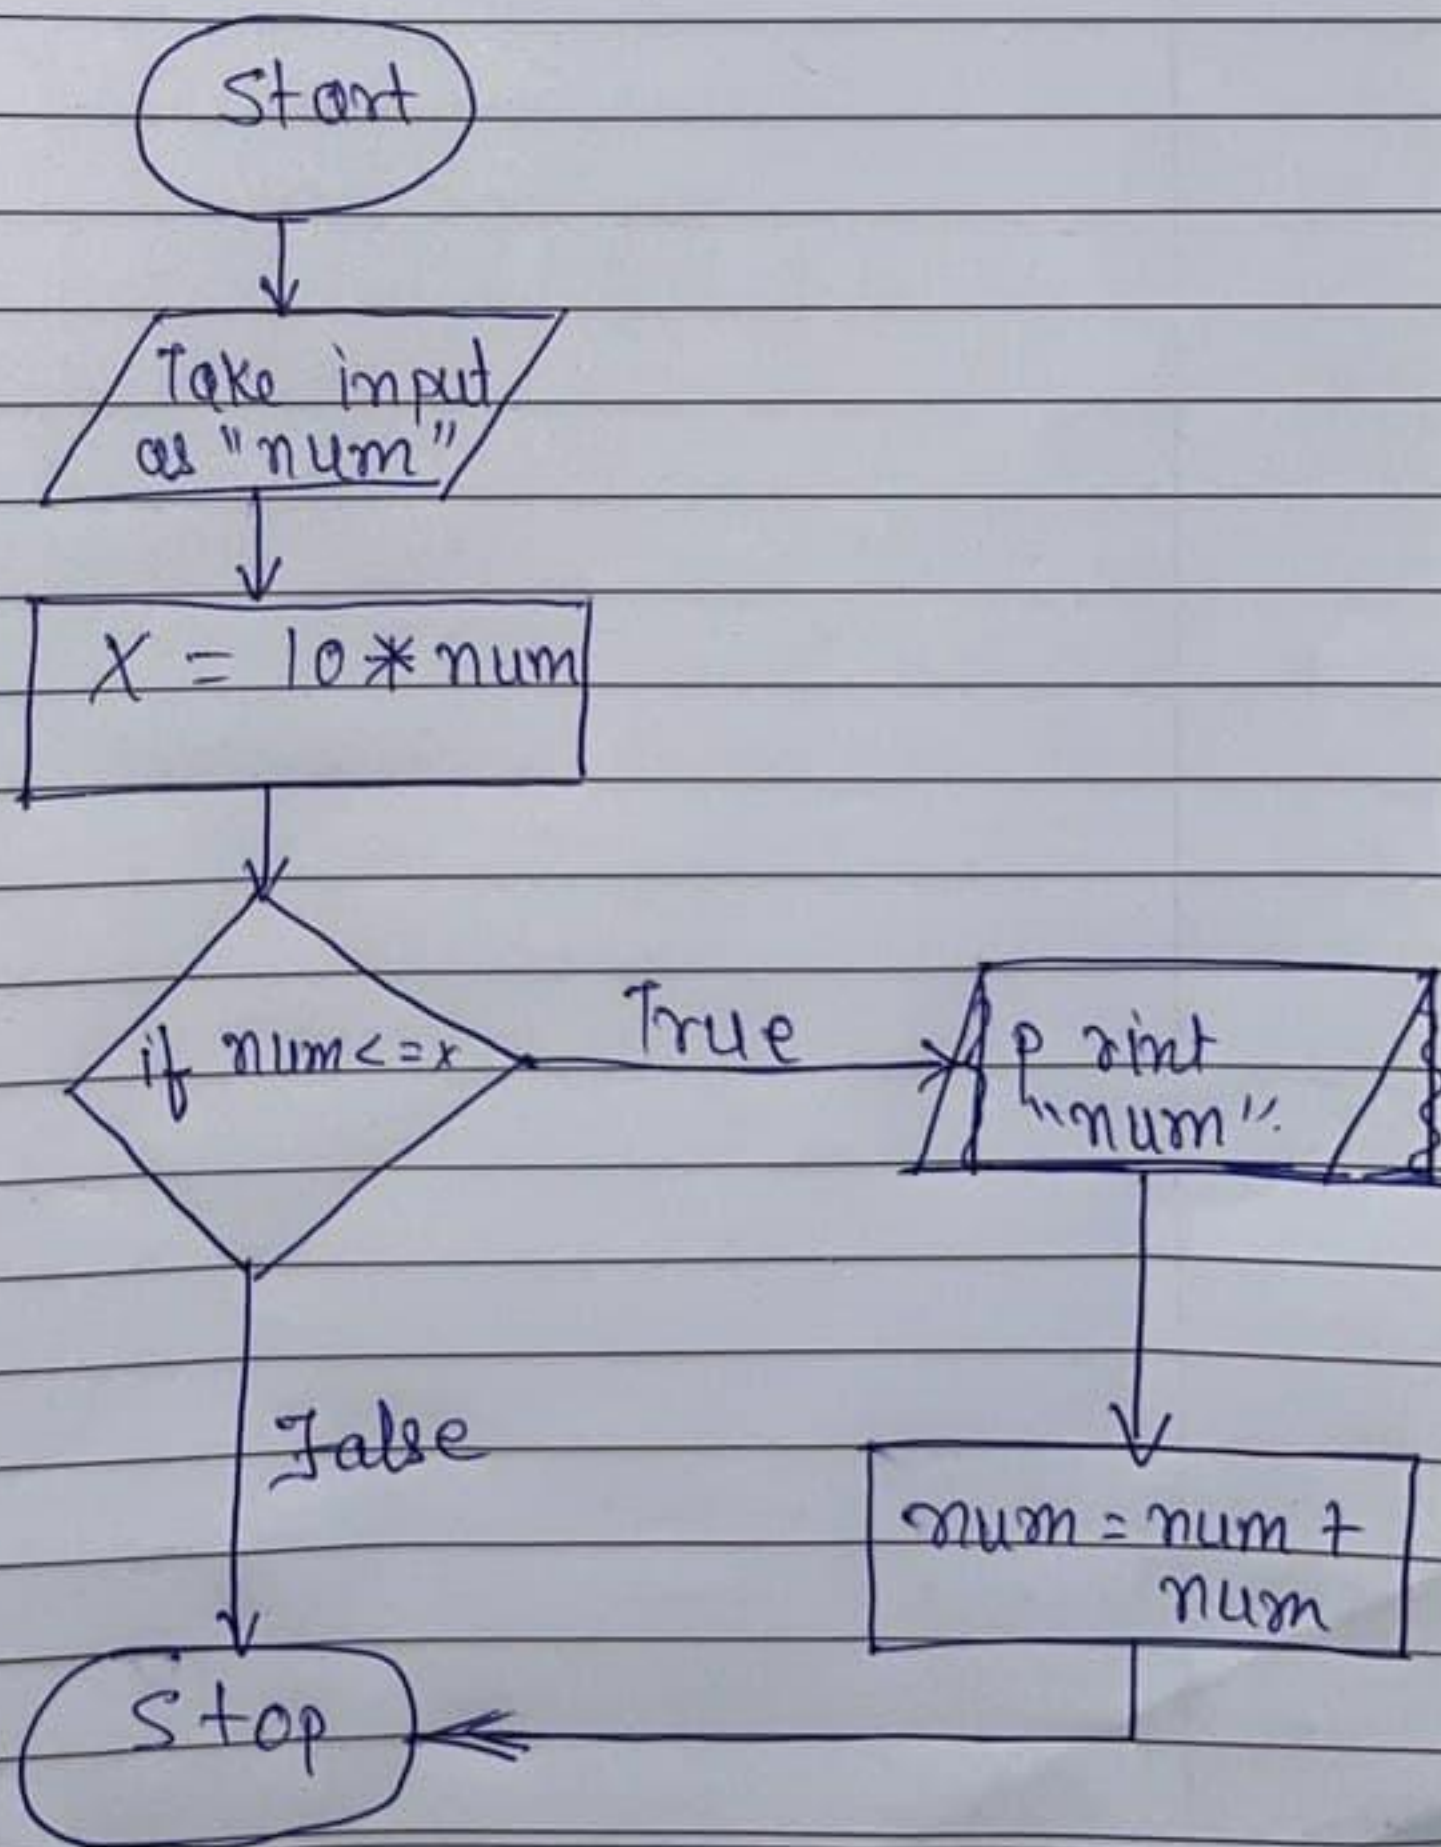 Start
Take input
as "num"
X = 10 * num
if num <= x
True
Print
"num".
False
num = num +
num
Stop